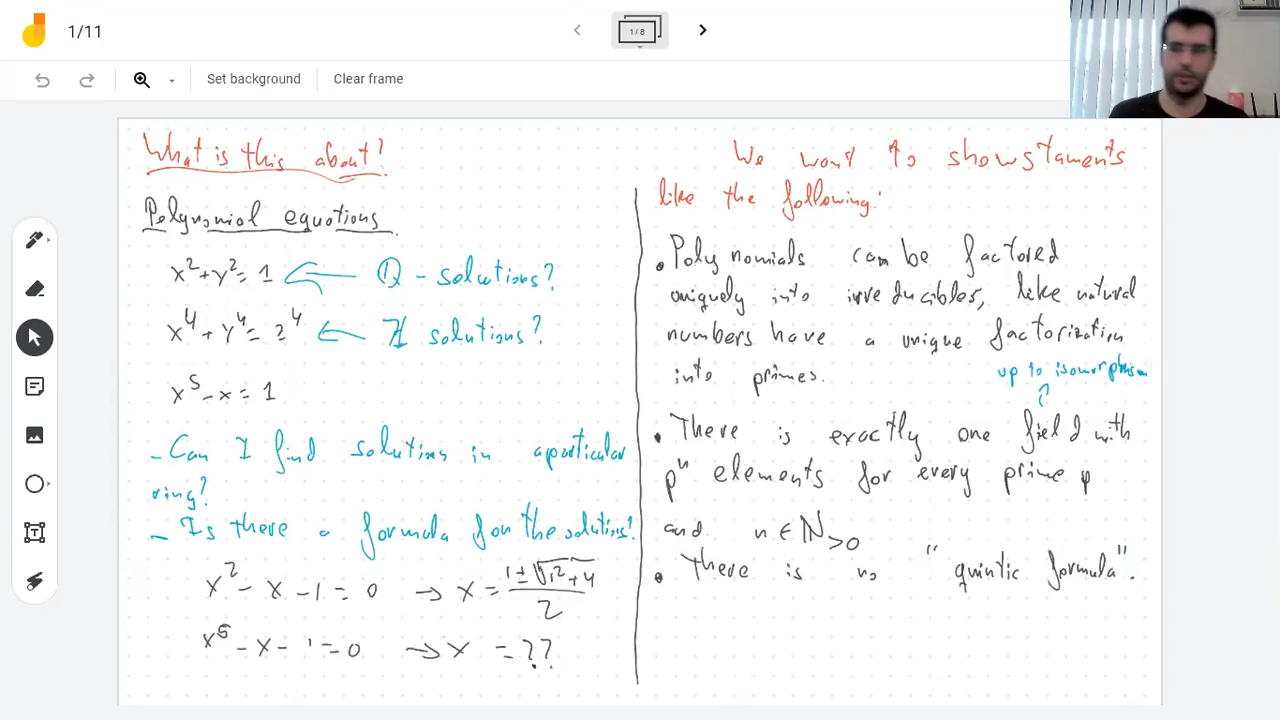 1/11
1/8
Set background
Clear frame
What is this about?
Polynomial equations
x²+y²=1 ⟸ Q - solutions?
x⁴+y⁴=2⁴ ← ℤ solutions?
x⁵-x=1
- Can I find solutions in a particular
ring?
- Is there a formula for the solutions?
x²-x-1=0 → x = (1±√(1²+4))/2
x⁵-x-1=0 → x = ??
We want to show staments
like the following:
• Polynomials can be factored
uniquely into irreducibles, like natural
numbers have a unique factorization
into primes.
up to isomorphism
• There is exactly one field with
pⁿ elements for every prime p
and n ∈ ℕ>0
• There is no "quintic formula".